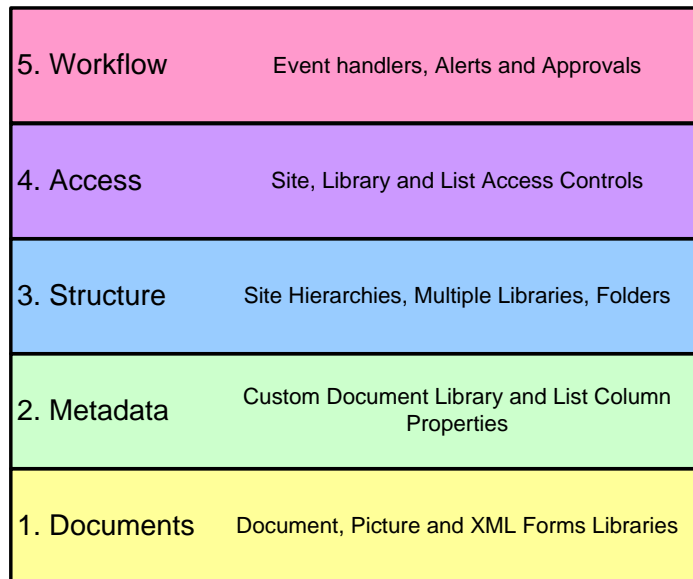 5. Workflow
Event handlers, Alerts and Approvals
4. Access
Site, Library and List Access Controls
3. Structure
Site Hierarchies, Multiple Libraries, Folders
2. Metadata
Custom Document Library and List Column
Properties
1. Documents
Document, Picture and XML Forms Libraries